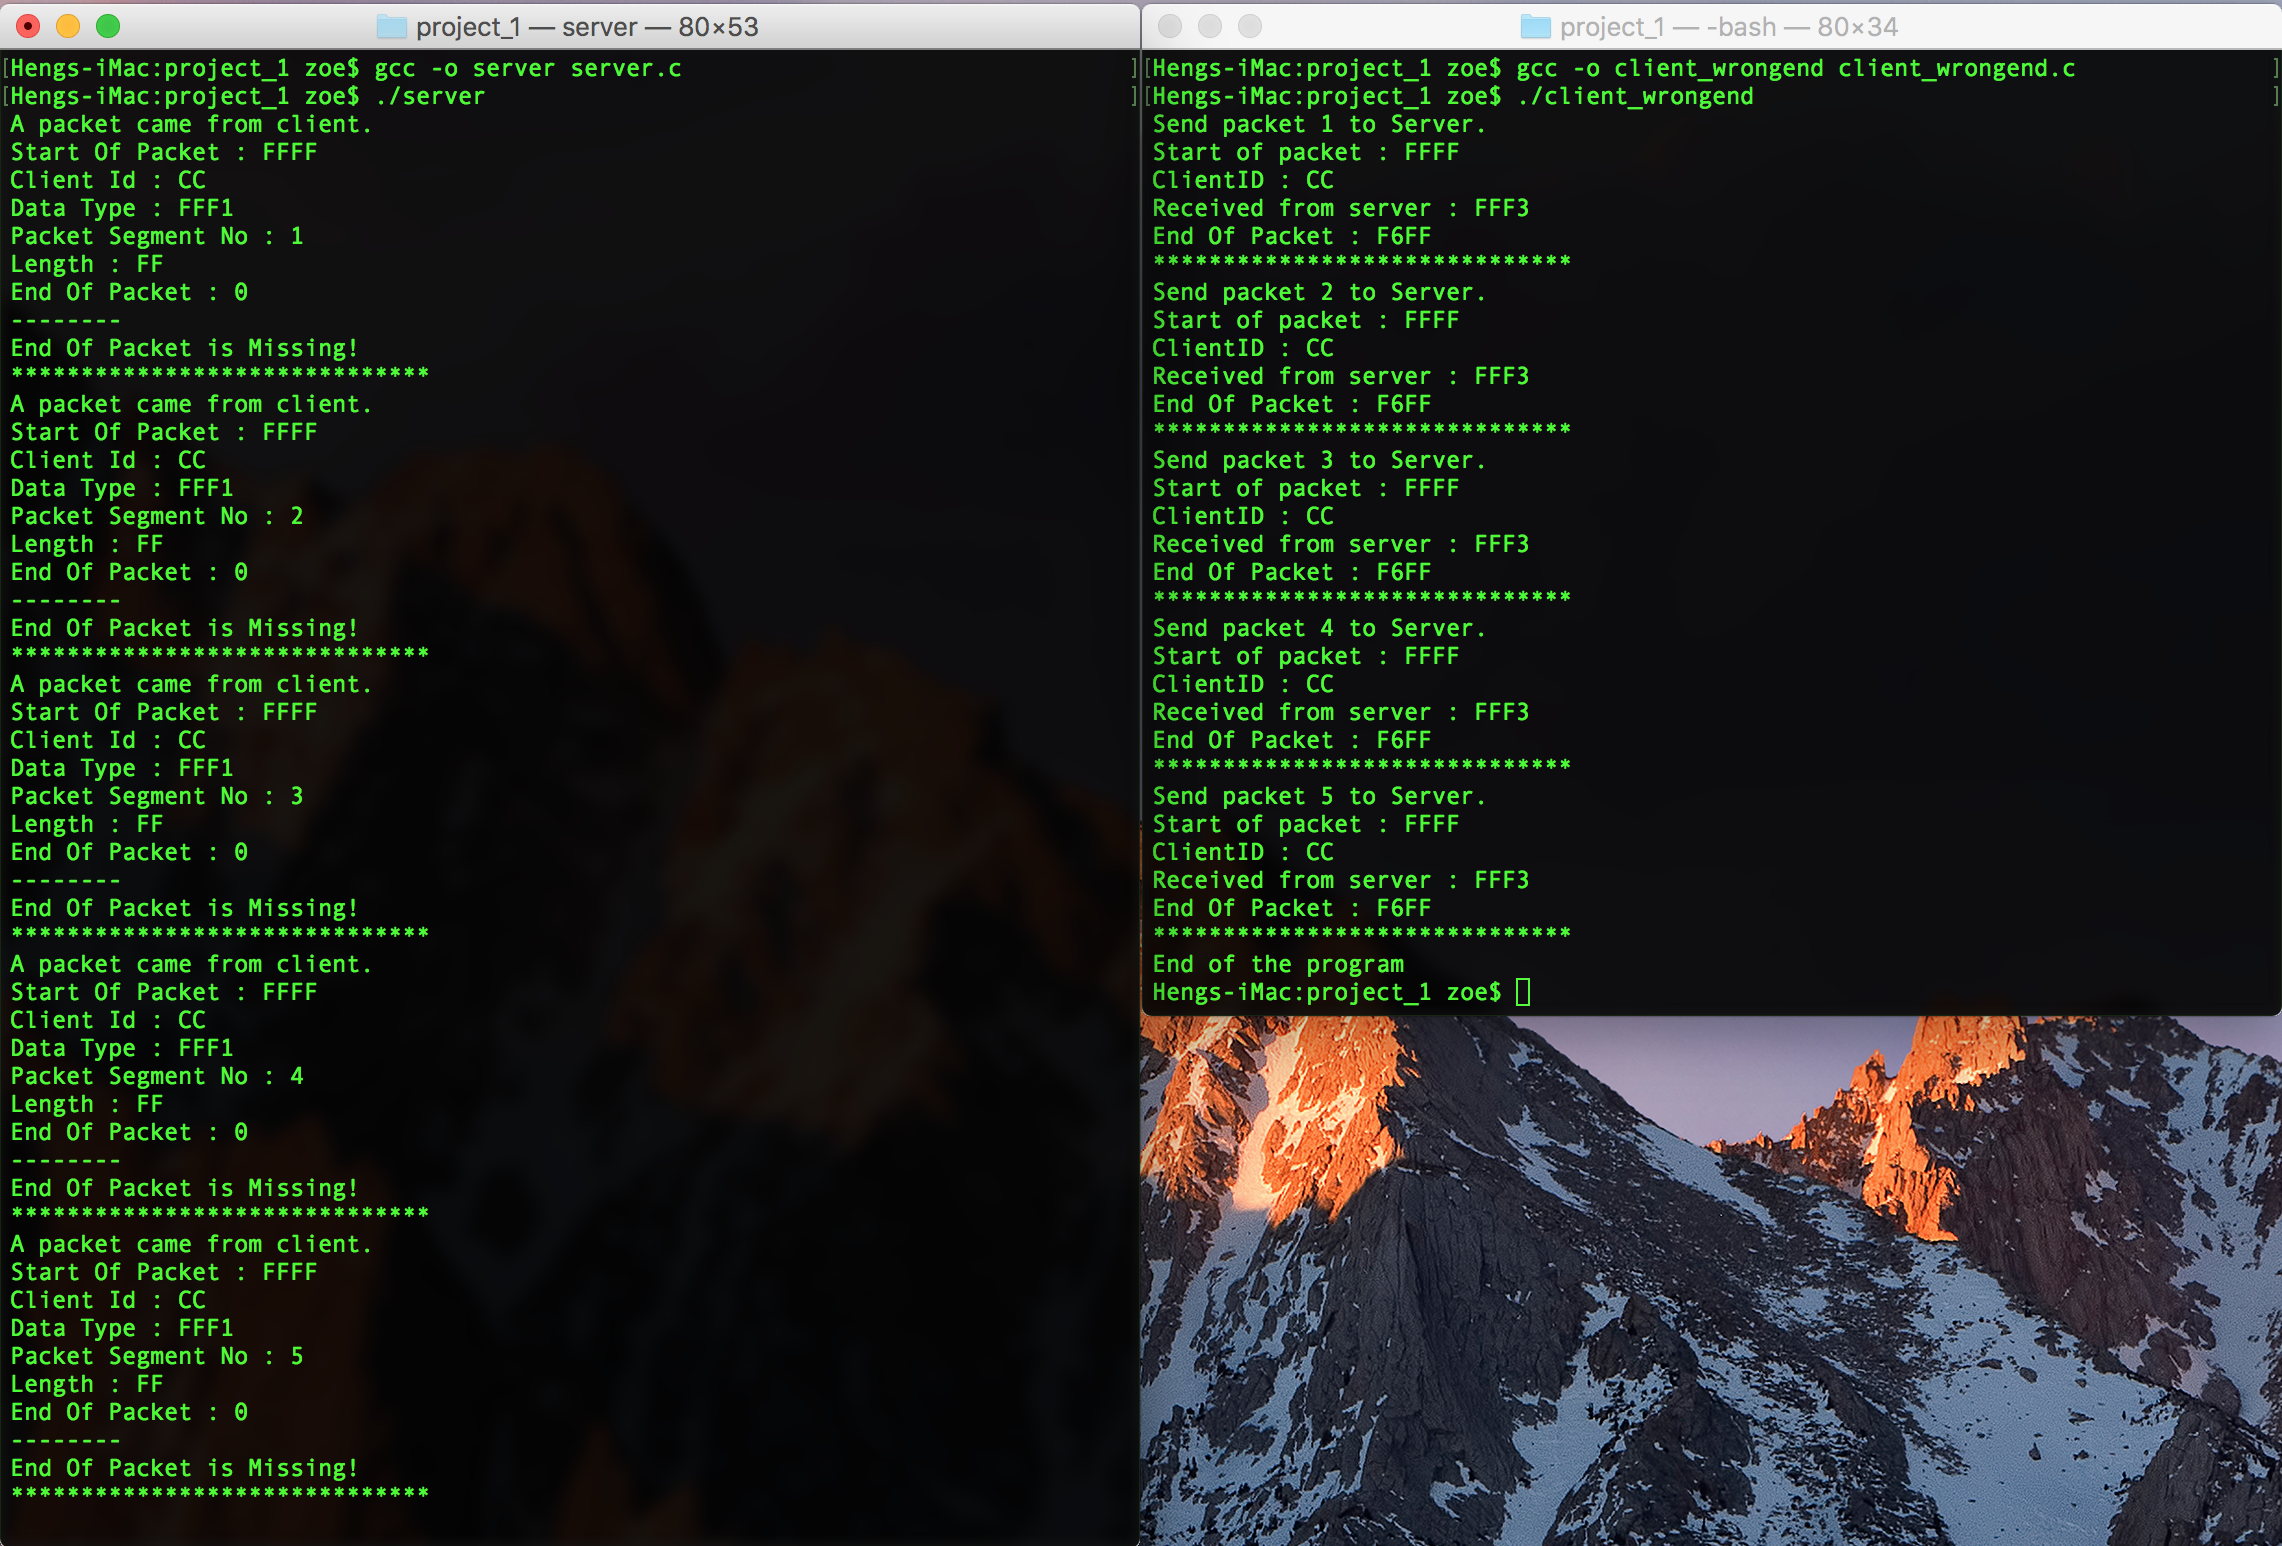 project_1 — server — 80×53
[Hengs-iMac:project_1 zoe$ gcc -o server server.c ]
[Hengs-iMac:project_1 zoe$ ./server ]
A packet came from client.
Start Of Packet : FFFF
Client Id : CC
Data Type : FFF1
Packet Segment No : 1
Length : FF
End Of Packet : 0
--------
End Of Packet is Missing!
******************************
A packet came from client.
Start Of Packet : FFFF
Client Id : CC
Data Type : FFF1
Packet Segment No : 2
Length : FF
End Of Packet : 0
--------
End Of Packet is Missing!
******************************
A packet came from client.
Start Of Packet : FFFF
Client Id : CC
Data Type : FFF1
Packet Segment No : 3
Length : FF
End Of Packet : 0
--------
End Of Packet is Missing!
******************************
A packet came from client.
Start Of Packet : FFFF
Client Id : CC
Data Type : FFF1
Packet Segment No : 4
Length : FF
End Of Packet : 0
--------
End Of Packet is Missing!
******************************
A packet came from client.
Start Of Packet : FFFF
Client Id : CC
Data Type : FFF1
Packet Segment No : 5
Length : FF
End Of Packet : 0
--------
End Of Packet is Missing!
******************************
project_1 — -bash — 80×34
[Hengs-iMac:project_1 zoe$ gcc -o client_wrongend client_wrongend.c ]
[Hengs-iMac:project_1 zoe$ ./client_wrongend ]
Send packet 1 to Server.
Start of packet : FFFF
ClientID : CC
Received from server : FFF3
End Of Packet : F6FF
******************************
Send packet 2 to Server.
Start of packet : FFFF
ClientID : CC
Received from server : FFF3
End Of Packet : F6FF
******************************
Send packet 3 to Server.
Start of packet : FFFF
ClientID : CC
Received from server : FFF3
End Of Packet : F6FF
******************************
Send packet 4 to Server.
Start of packet : FFFF
ClientID : CC
Received from server : FFF3
End Of Packet : F6FF
******************************
Send packet 5 to Server.
Start of packet : FFFF
ClientID : CC
Received from server : FFF3
End Of Packet : F6FF
******************************
End of the program
Hengs-iMac:project_1 zoe$